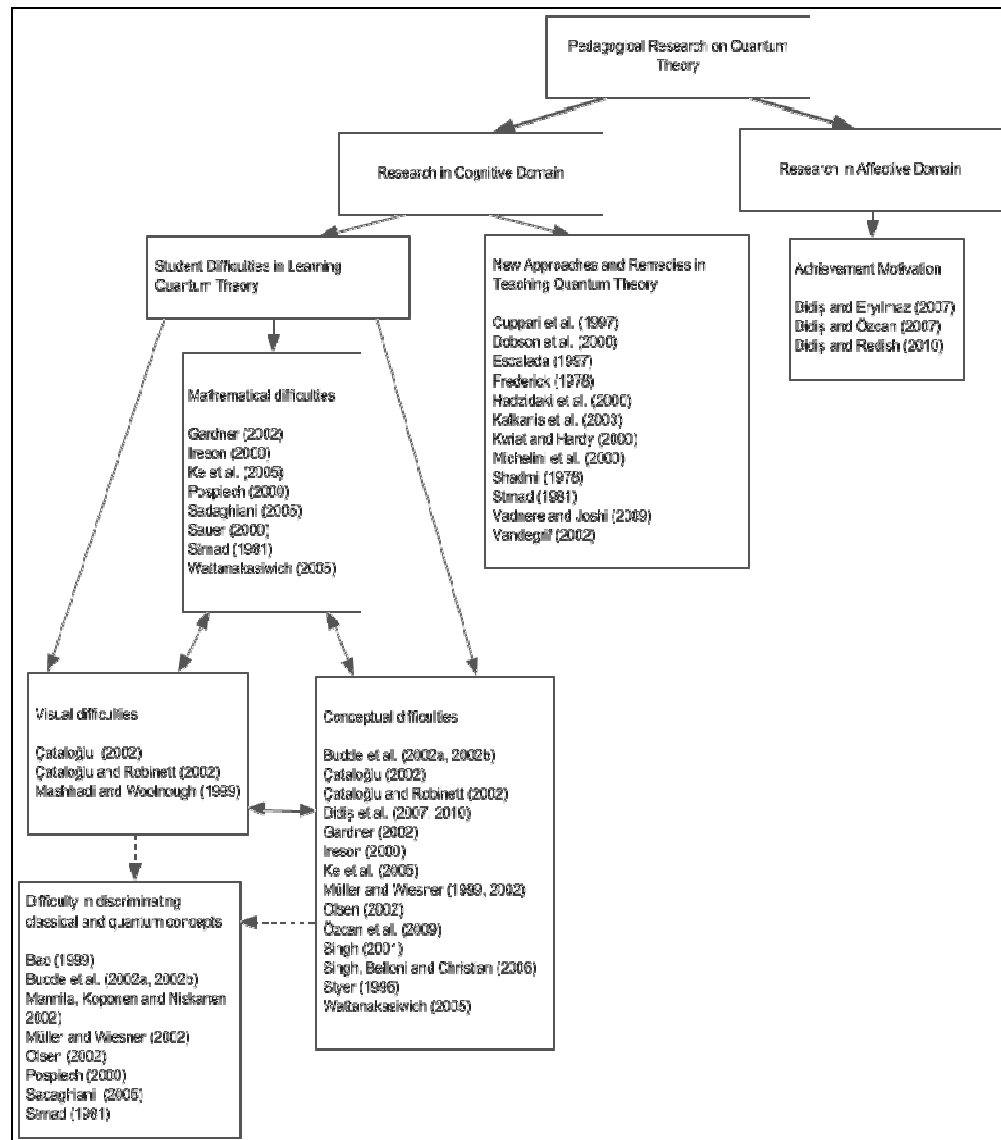 Pedagogical Research on Quantum
Theory
Research in Cognitive Domain
Research in Affective Domain
Student Difficulties in Learning
Quantum Theory
New Approaches and Remedies in
Teaching Quantum Theory
Cuppari et al. (1997)
Dobson et al. (2000)
Escalada (1997)
Frederick (1978)
Hadzidaki et al. (2000)
Kalkanis et al. (2003)
Kwiat and Hardy (2000)
Michelini et al. (2000)
Shadmi (1978)
Strnad (1981)
Vadnere and Joshi (2009)
Vandegrif (2002)
Achievement Motivation
Didiş and Eryılmaz (2007)
Didiş and Özcan (2007)
Didiş and Redish (2010)
Mathematical difficulties
Gardner (2002)
Ireson (2000)
Ke et al. (2005)
Pospiech (2000)
Sadaghiani (2005)
Sauer (2000)
Strnad (1981)
Wattanakasiwich (2005)
Visual difficulties
Çataloğlu (2002)
Çataloğlu and Robinett (2002)
Mashhadi and Woolnough (1999)
Conceptual difficulties
Budde et al. (2002a, 2002b)
Çataloğlu (2002)
Çataloğlu and Robinett (2002)
Didiş et al. (2007, 2010)
Gardner (2002)
Ireson (2000)
Ke et al. (2005)
Müller and Wiesner (1999, 2002)
Olsen (2002)
Özcan et al. (2009)
Singh (2001)
Singh, Belloni and Christian (2006)
Styer (1996)
Wattanakasiwich (2005)
Difficulty in discriminating
classical and quantum concepts
Bao (1999)
Budde et al. (2002a, 2002b)
Mannila, Koponen and Niskanen
2002)
Müller and Wiesner (2002)
Olsen (2002)
Pospiech (2000)
Sadaghiani (2005)
Strnad (1981)